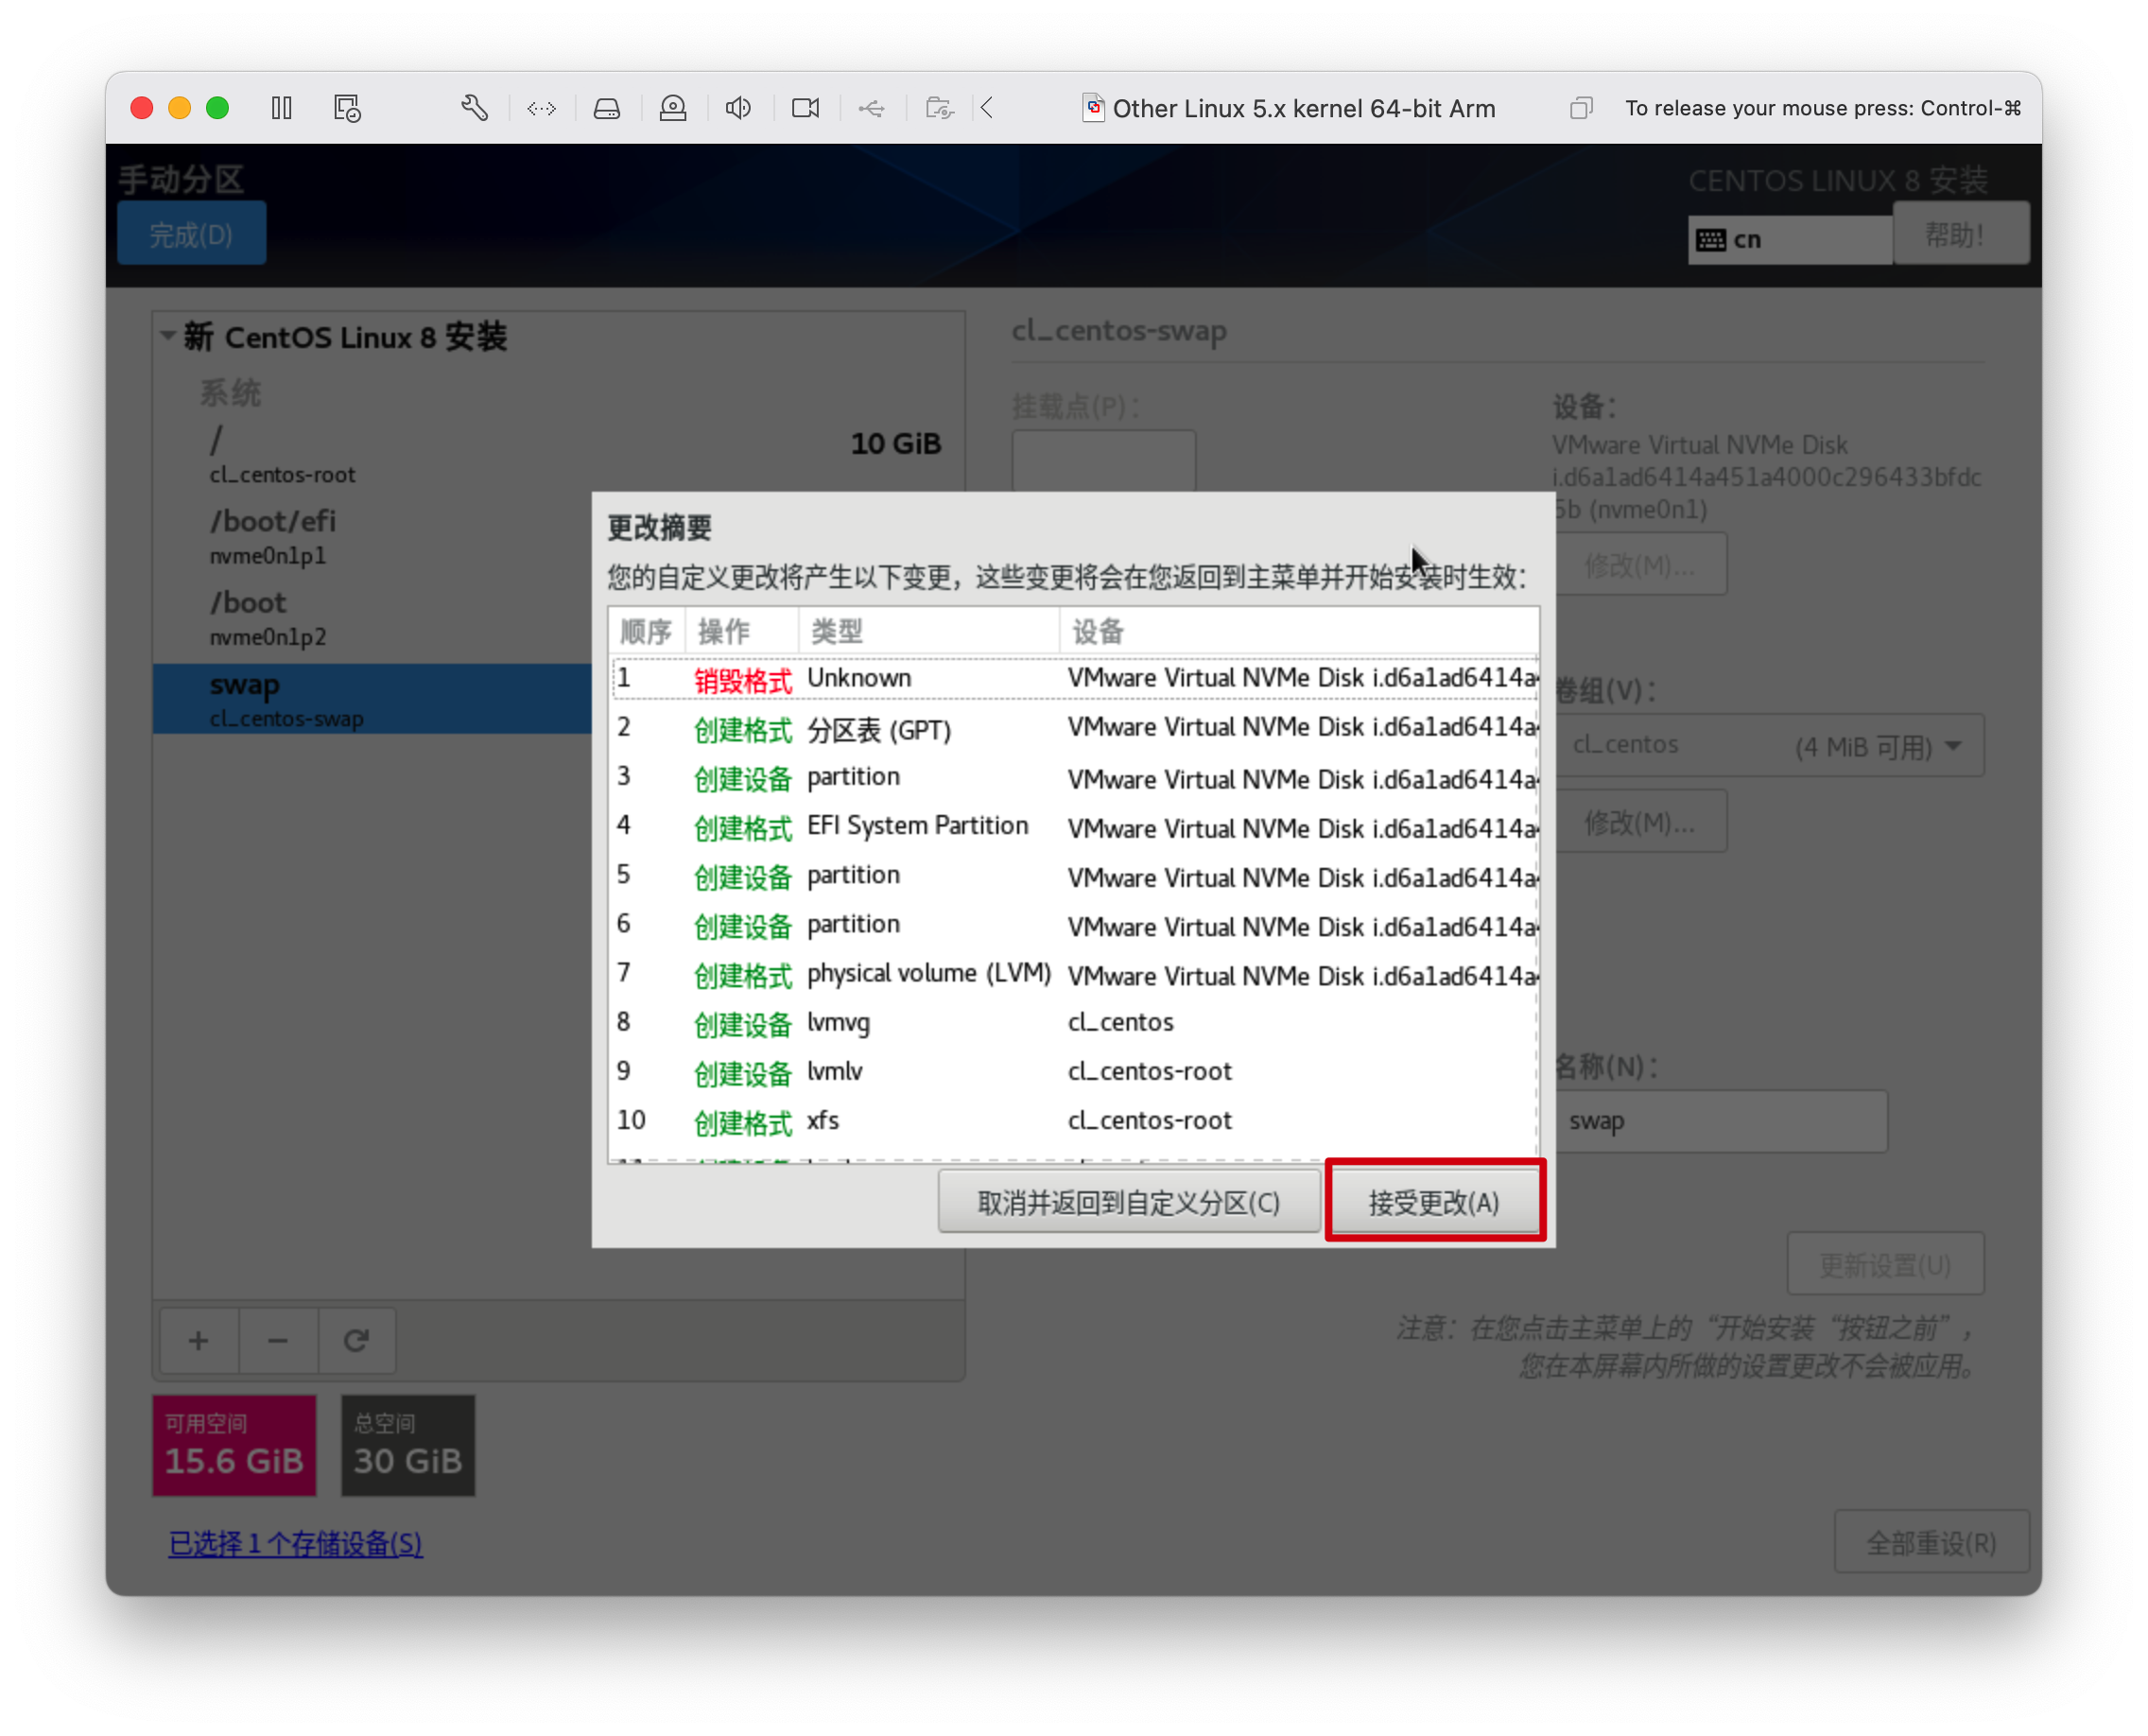 Other Linux 5.x kernel 64-bit Arm
To release your mouse press: Control-⌘
手动分区
CENTOS LINUX 8 安装
完成(D)
cn
帮助!
新 CentOS Linux 8 安装
系统
/
10 GiB
cl_centos-root
/boot/efi
nvme0n1p1
/boot
nvme0n1p2
swap
cl_centos-swap
cl_centos-swap
挂载点(P)：
设备：
VMware Virtual NVMe Disk
i.d6a1ad6414a451a4000c296433bfdc
5b (nvme0n1)
修改(M)...
卷组(V)：
cl_centos (4 MiB 可用)
修改(M)...
名称(N)：
swap
更新设置(U)
注意：在您点击主菜单上的“开始安装“按钮之前”，
您在本屏幕内所做的设置更改不会被应用。
更改摘要
您的自定义更改将产生以下变更，这些变更将会在您返回到主菜单并开始安装时生效：
顺序 操作 类型 设备
1 销毁格式 Unknown VMware Virtual NVMe Disk i.d6a1ad6414a
2 创建格式 分区表 (GPT) VMware Virtual NVMe Disk i.d6a1ad6414a
3 创建设备 partition VMware Virtual NVMe Disk i.d6a1ad6414a
4 创建格式 EFI System Partition VMware Virtual NVMe Disk i.d6a1ad6414a
5 创建设备 partition VMware Virtual NVMe Disk i.d6a1ad6414a
6 创建设备 partition VMware Virtual NVMe Disk i.d6a1ad6414a
7 创建格式 physical volume (LVM) VMware Virtual NVMe Disk i.d6a1ad6414a
8 创建设备 lvmvg cl_centos
9 创建设备 lvmlv cl_centos-root
10 创建格式 xfs cl_centos-root
取消并返回到自定义分区(C)
接受更改(A)
+ −
可用空间
15.6 GiB
总空间
30 GiB
已选择 1 个存储设备(S)
全部重设(R)